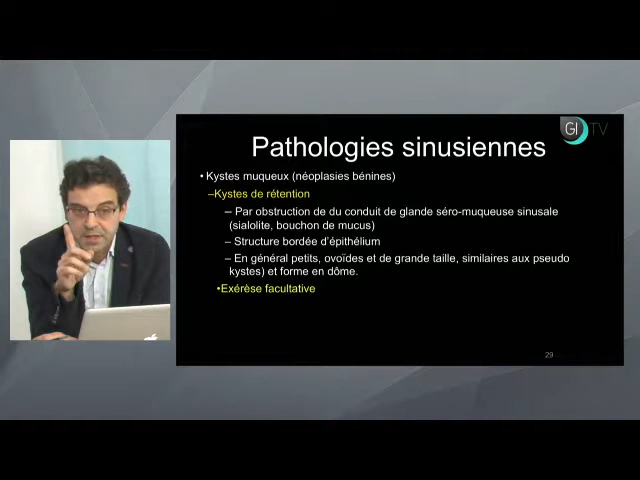 GI TV
Pathologies sinusiennes
• Kystes muqueux (néoplasies bénines)
–Kystes de rétention
– Par obstruction de du conduit de glande séro-muqueuse sinusale
(sialolite, bouchon de mucus)
– Structure bordée d'épithélium
– En général petits, ovoïdes et de grande taille, similaires aux pseudo
kystes) et forme en dôme.
•Exérèse facultative
29